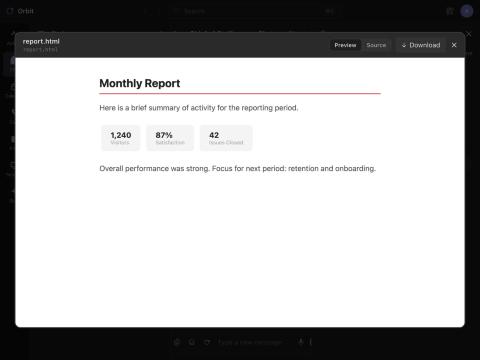 Orbit
Search
report.html
report.html
Preview
Source
Download
Monthly Report
Here is a brief summary of activity for the reporting period.
1,240
Visitors
87%
Satisfaction
42
Issues Closed
Overall performance was strong. Focus for next period: retention and onboarding.
Type a new message